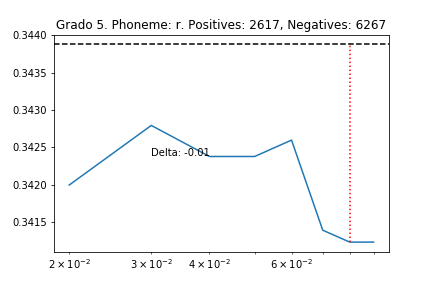 Grado 5. Phoneme: r. Positives: 2617, Negatives: 6267
0.3440
0.3435
0.3430
0.3425
0.3420
0.3415
Delta: -0.01
2 × 10⁻² 3 × 10⁻² 4 × 10⁻² 6 × 10⁻²